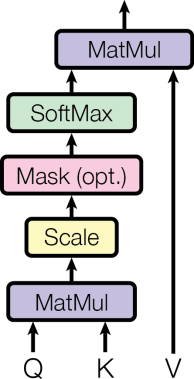 MatMul
SoftMax
Mask (opt.)
Scale
MatMul
Q K V